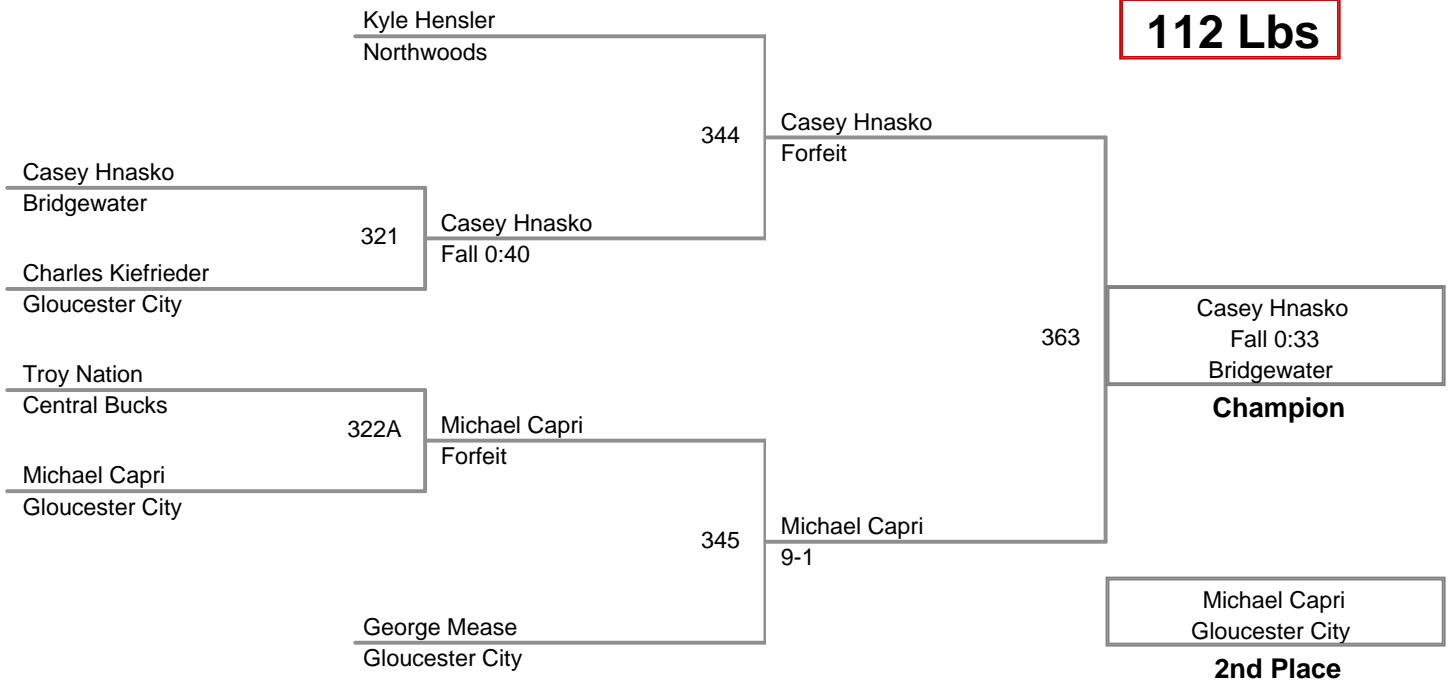 Kyle Hensler
Northwoods
112 Lbs
344
Casey Hnasko
Forfeit
Casey Hnasko
Bridgewater
321
Casey Hnasko
Fall 0:40
Charles Kiefrieder
Gloucester City
363
Casey Hnasko
Fall 0:33
Bridgewater
Champion
Troy Nation
Central Bucks
322A
Michael Capri
Forfeit
Michael Capri
Gloucester City
345
Michael Capri
9-1
George Mease
Gloucester City
Michael Capri
Gloucester City
2nd Place